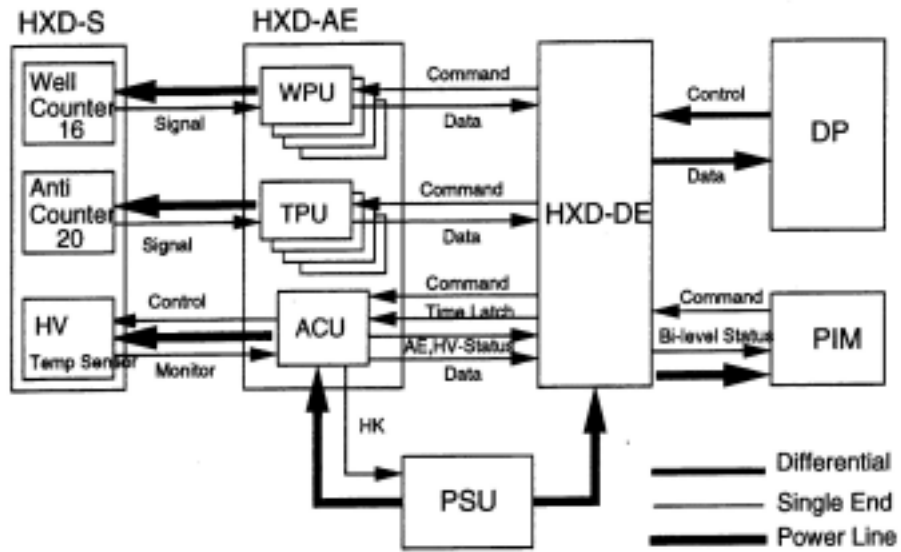 HXD-S
HXD-AE
Well
Counter
16
Signal
WPU
Command
Data
Control
Data
DP
Anti
Counter
20
Signal
TPU
Command
Data
HXD-DE
HV
Temp Sensor
Control
Monitor
ACU
Command
Time Latch
AE,HV-Status
Data
Command
Bi-level Status
PIM
HK
PSU
Differential
Single End
Power Line